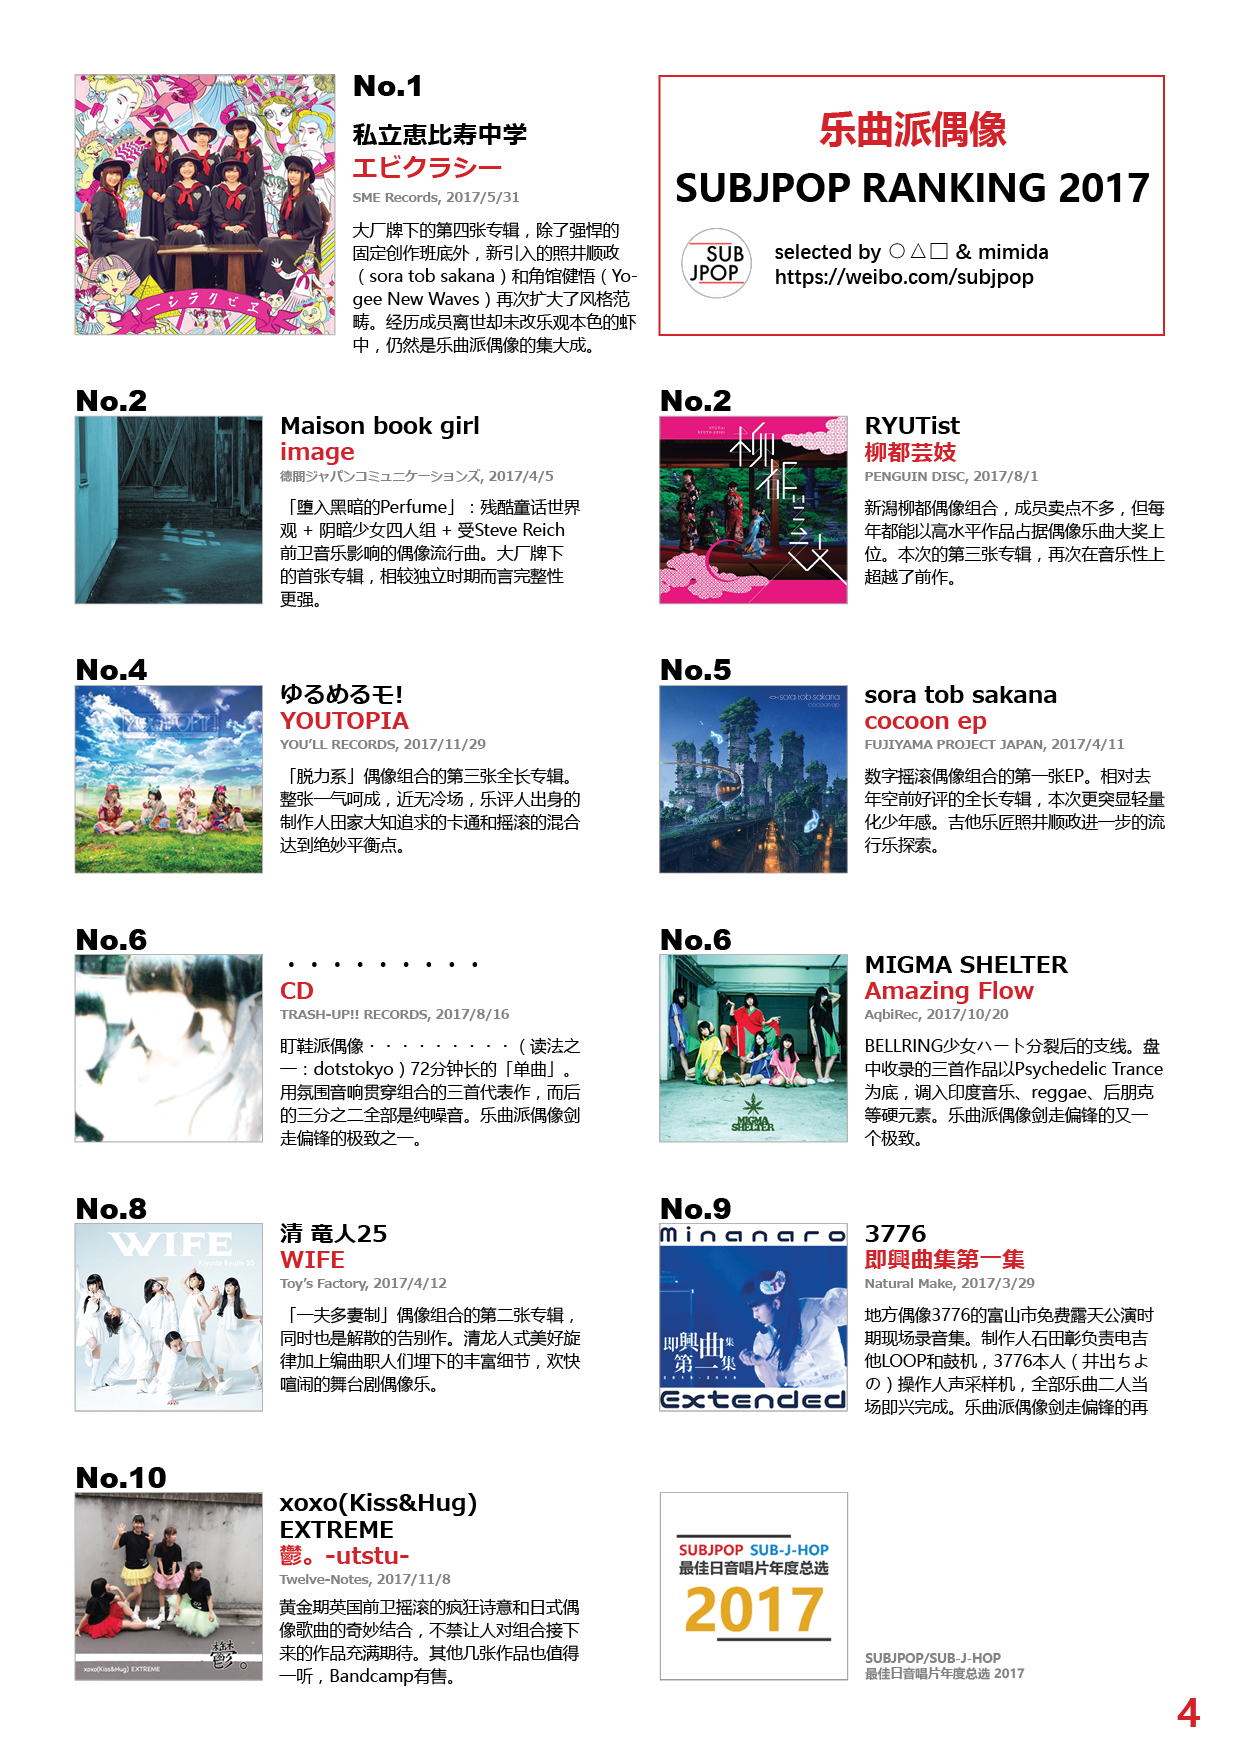 No.1
私立恵比寿中学
エビクラシー
SME Records, 2017/5/31
大厂牌下的第四张专辑，除了强悍的
固定创作班底外，新引入的照井顺政
（sora tob sakana）和角馆健悟（Yo-
gee New Waves）再次扩大了风格范
畴。经历成员离世却未改乐观本色的虾
中，仍然是乐曲派偶像的集大成。
ーシラクビエ
乐曲派偶像
SUBJPOP RANKING 2017
SUB
JPOP
selected by ○△□ & mimida
https://weibo.com/subjpop
No.2
Maison book girl
image
徳間ジャパンコミュニケーションズ, 2017/4/5
「堕入黑暗的Perfume」：残酷童话世界
观 + 阴暗少女四人组 + 受Steve Reich
前卫音乐影响的偶像流行曲。大厂牌下
的首张专辑，相较独立时期而言完整性
更强。
No.2
柳都芸妓
RYUTist
柳都芸妓
PENGUIN DISC, 2017/8/1
新潟柳都偶像组合，成员卖点不多，但每
年都能以高水平作品占据偶像乐曲大奖上
位。本次的第三张专辑，再次在音乐性上
超越了前作。
No.4
YOUTOPIA
ゆるめるモ!
YOUTOPIA
YOU'LL RECORDS, 2017/11/29
「脱力系」偶像组合的第三张全长专辑。
整张一气呵成，近无冷场，乐评人出身的
制作人田家大知追求的卡通和摇滚的混合
达到绝妙平衡点。
No.5
sora tob sakana
cocoon ep
sora tob sakana
cocoon ep
FUJIYAMA PROJECT JAPAN, 2017/4/11
数字摇滚偶像组合的第一张EP。相对去
年空前好评的全长专辑，本次更突显轻量
化少年感。吉他乐匠照井顺政进一步的流
行乐探索。
No.6
・・・・・・・・・
CD
TRASH-UP!! RECORDS, 2017/8/16
盯鞋派偶像・・・・・・・・・（读法之
一：dotstokyo）72分钟长的「单曲」。
用氛围音响贯穿组合的三首代表作，而后
的三分之二全部是纯噪音。乐曲派偶像剑
走偏锋的极致之一。
No.6
MIGMA
SHELTER
MIGMA SHELTER
Amazing Flow
AqbiRec, 2017/10/20
BELLRING少女ハート分裂后的支线。盘
中收录的三首作品以Psychedelic Trance
为底，调入印度音乐、reggae、后朋克
等硬元素。乐曲派偶像剑走偏锋的又一
个极致。
No.8
WIFE
Kiyoshi Ryujin 25
清 竜人25
WIFE
Toy's Factory, 2017/4/12
「一夫多妻制」偶像组合的第二张专辑，
同时也是解散的告别作。清龙人式美好旋
律加上编曲职人们埋下的丰富细节，欢快
喧闹的舞台剧偶像乐。
No.9
Minanaro
即興曲集
第一集
Extended
3776
即興曲集第一集
Natural Make, 2017/3/29
地方偶像3776的富山市免费露天公演时
期现场录音集。制作人石田彰负责电吉
他LOOP和鼓机，3776本人（井出ちよ
の）操作人声采样机，全部乐曲二人当
场即兴完成。乐曲派偶像剑走偏锋的再
No.10
鬱。
xoxo(Kiss&Hug) EXTREME
xoxo(Kiss&Hug)
EXTREME
鬱。-utstu-
Twelve-Notes, 2017/11/8
黄金期英国前卫摇滚的疯狂诗意和日式偶
像歌曲的奇妙结合，不禁让人对组合接下
来的作品充满期待。其他几张作品也值得
一听，Bandcamp有售。
SUBJPOP SUB-J-HOP
最佳日音唱片年度总选
2017
SUBJPOP/SUB-J-HOP
最佳日音唱片年度总选 2017
4